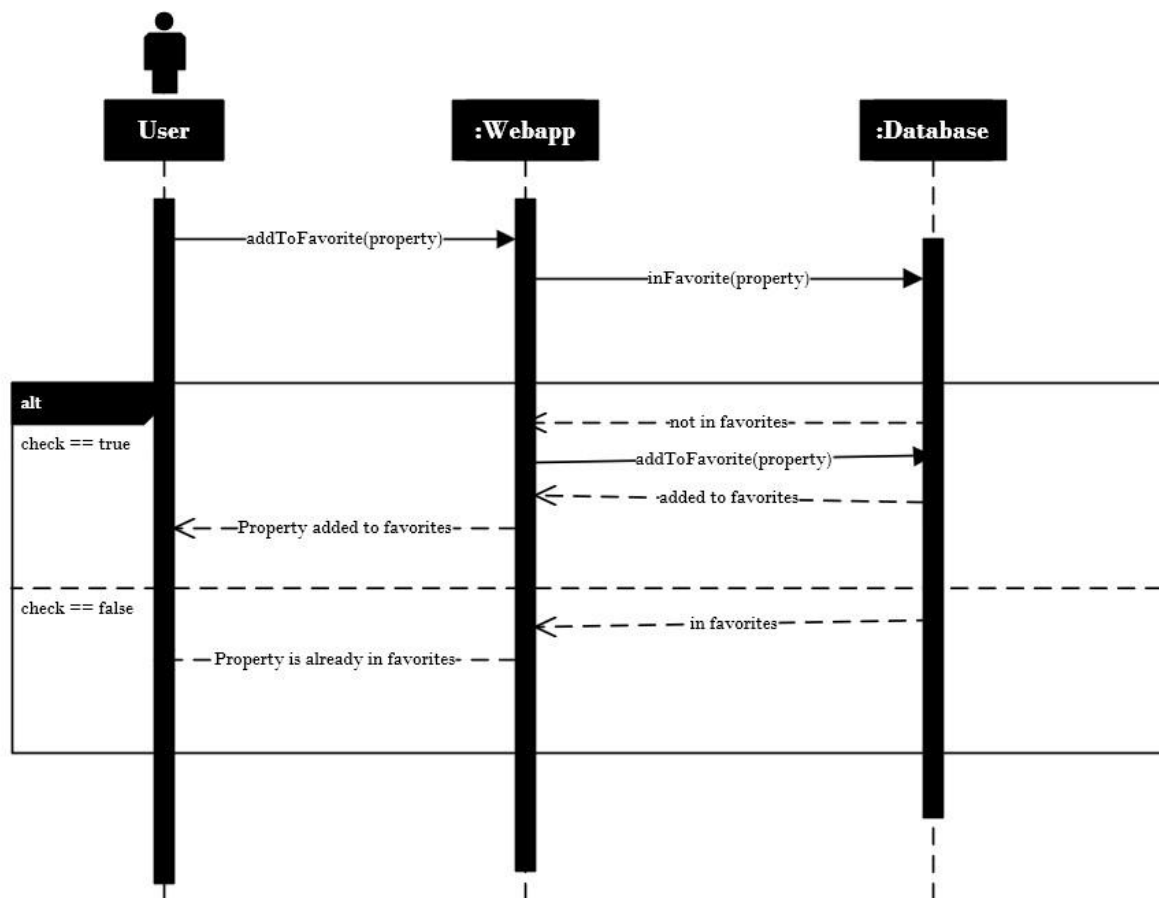 User
:Webapp
:Database
addToFavorite(property)
inFavorite(property)
alt
check == true
not in favorites
addToFavorite(property)
added to favorites
Property added to favorites
check == false
in favorites
Property is already in favorites